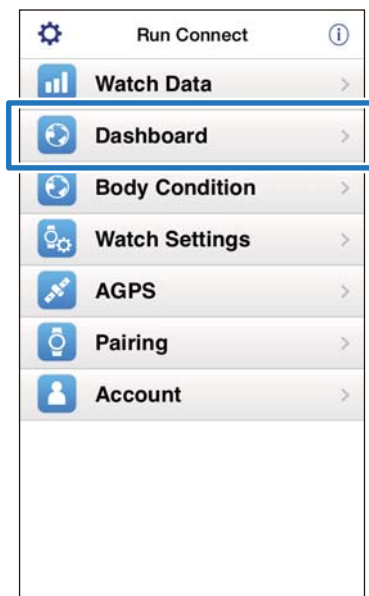 Run Connect
Watch Data
Dashboard
Body Condition
Watch Settings
AGPS
Pairing
Account